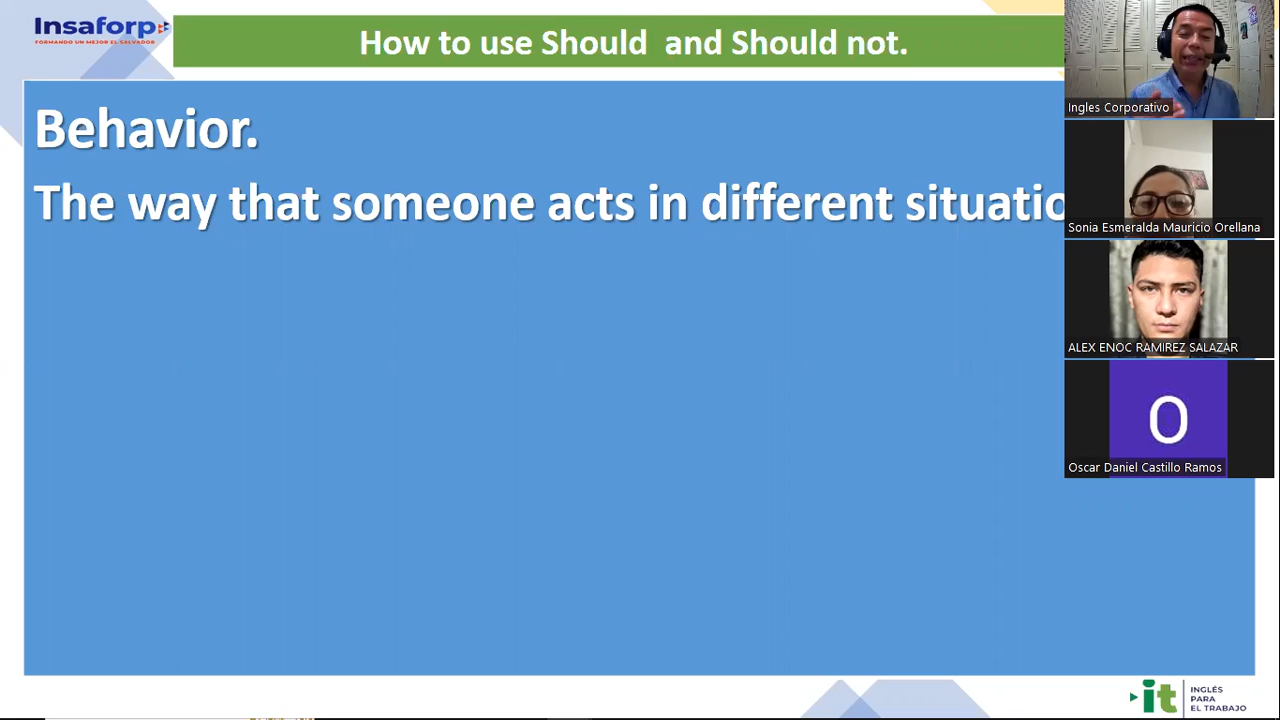 Insaforp
FORMANDO UN MEJOR EL SALVADOR
How to use Should and Should not.
Behavior.
The way that someone acts in different situatio
Ingles Corporativo
Sonia Esmeralda Mauricio Orellana
ALEX ENOC RAMIREZ SALAZAR
O
Oscar Daniel Castillo Ramos
it
INGLÉS
PARA
EL TRABAJO